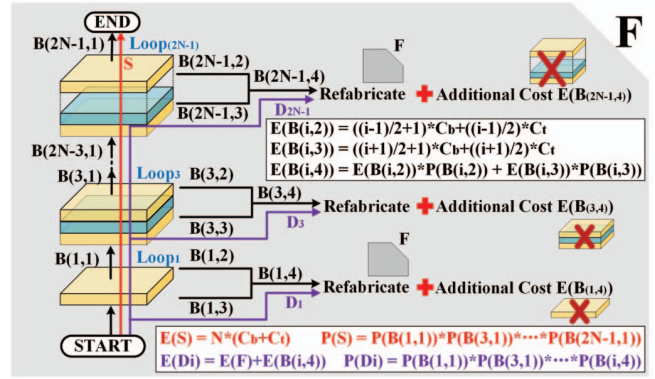 F
END
B(2N-1,1)
Loop(2N-1)
S
B(2N-1,2)
B(2N-1,4)
B(2N-1,3)
D2N-1
F
Refabricate + Additional Cost E(B(2N-1,4))
E(B(i,2)) = ((i-1)/2+1)*Cb+((i-1)/2)*Ct
E(B(i,3)) = ((i+1)/2+1)*Cb+((i+1)/2)*Ct
E(B(i,4)) = E(B(i,2))*P(B(i,2)) + E(B(i,3))*P(B(i,3))
B(2N-3,1)
B(3,1)
Loop3
B(3,2)
B(3,4)
B(3,3)
D3
Refabricate + Additional Cost E(B(3,4))
B(1,1)
Loop1
B(1,2)
B(1,4)
B(1,3)
D1
F
Refabricate + Additional Cost E(B(1,4))
START
E(S) = N*(Cb+Ct) P(S) = P(B(1,1))*P(B(3,1))*···*P(B(2N-1,1))
E(Di) = E(F)+E(B(i,4)) P(Di) = P(B(1,1))*P(B(3,1))*···*P(B(i,4))